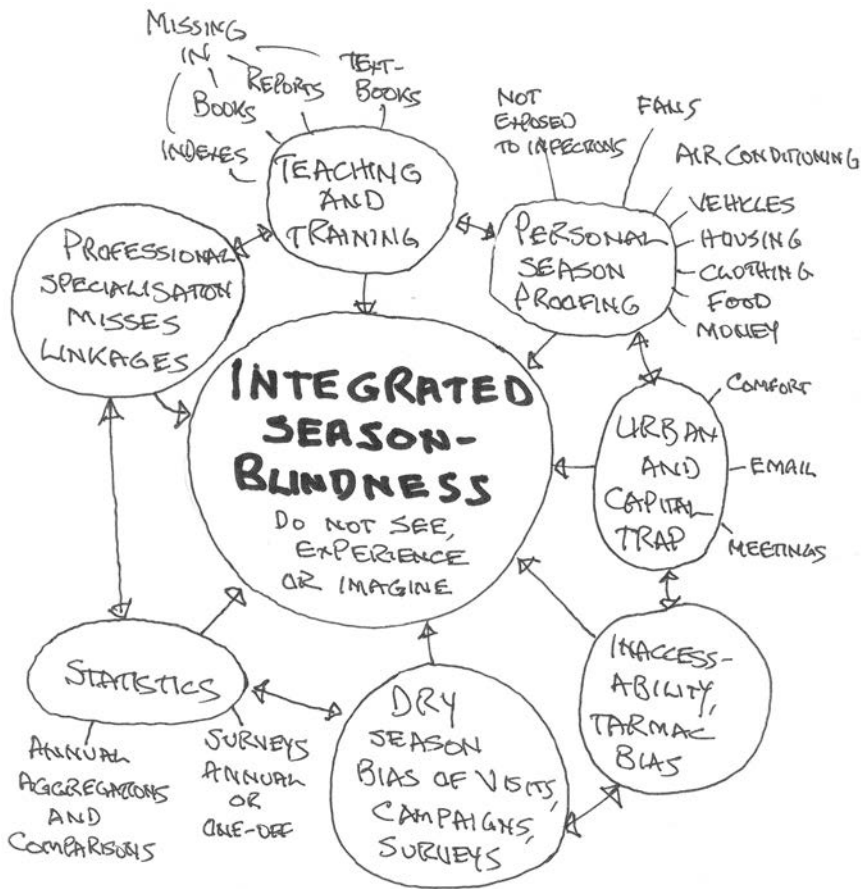 MISSING
IN
INDEXES
BOOKS
REPORTS
TEXT-
BOOKS
TEACHING
AND
TRAINING
NOT
EXPOSED
TO INFECTIONS
FANS
AIR CONDITIONING
VEHICLES
HOUSING
CLOTHING
FOOD
MONEY
PERSONAL
SEASON
PROOFING
PROFESSIONAL
SPECIALISATION
MISSES
LINKAGES
INTEGRATED
SEASON-
BLINDNESS
DO NOT SEE,
EXPERIENCE
OR IMAGINE
URBAN
AND
CAPITAL
TRAP
COMFORT
EMAIL
MEETINGS
INACCESS-
ABILITY,
TARMAC
BIAS
DRY
SEASON
BIAS OF VISITS,
CAMPAIGNS,
SURVEYS
STATISTICS
ANNUAL
AGGREGATIONS
AND
COMPARISONS
SURVEYS
ANNUAL
OR
ONE-OFF